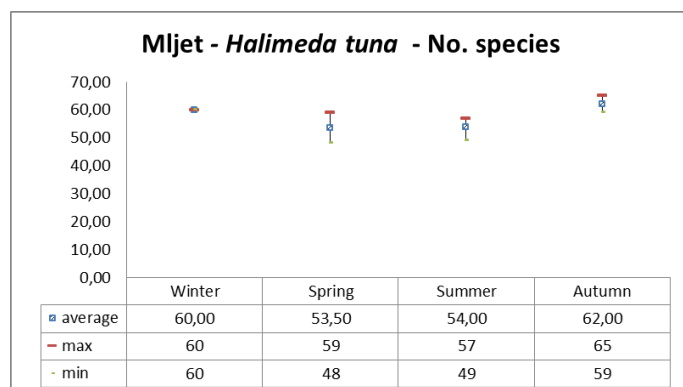 Mljet - Halimeda tuna - No. species
70,00
60,00
50,00
40,00
30,00
20,00
10,00
0,00
Winter Spring Summer Autumn
average 60,00 53,50 54,00 62,00
max 60 59 57 65
min 60 48 49 59